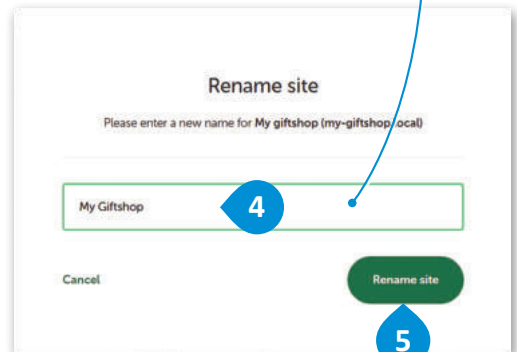 Rename site
Please enter a new name for My giftshop (my-giftshop.local)
My Giftshop
4
Cancel
Rename site
5